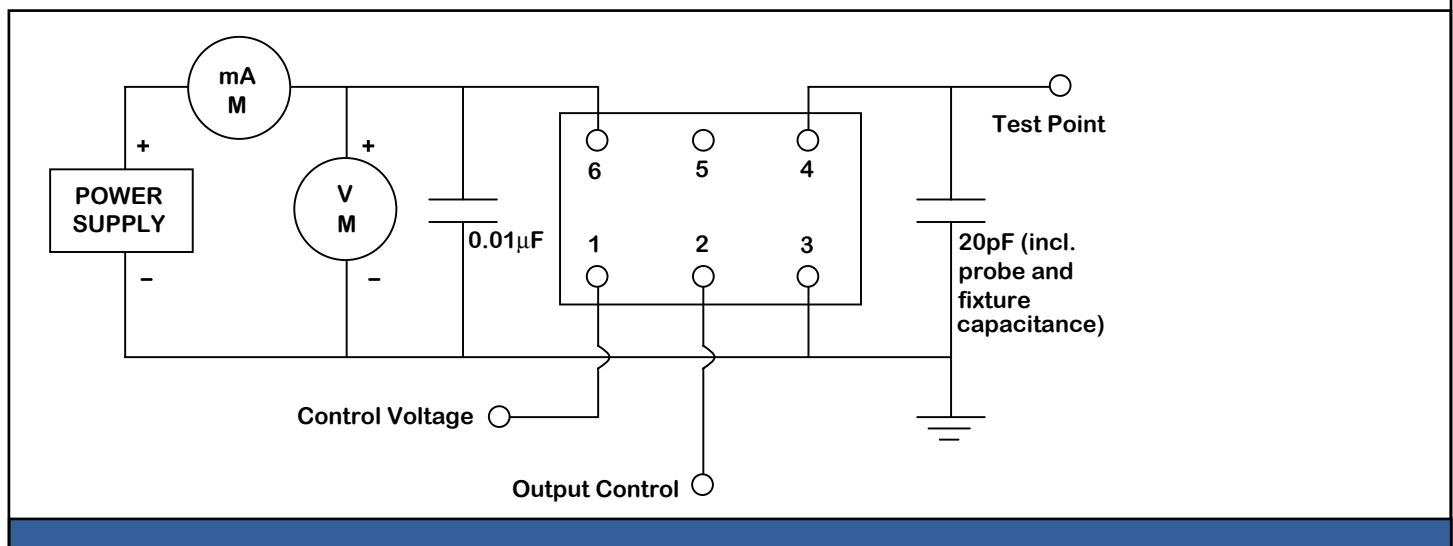 mA
M
Test Point
+
+
6
5
4
POWER
SUPPLY
V
M
0.01μF
1
2
3
20pF (incl.
probe and
fixture
capacitance)
–
–
Control Voltage
Output Control